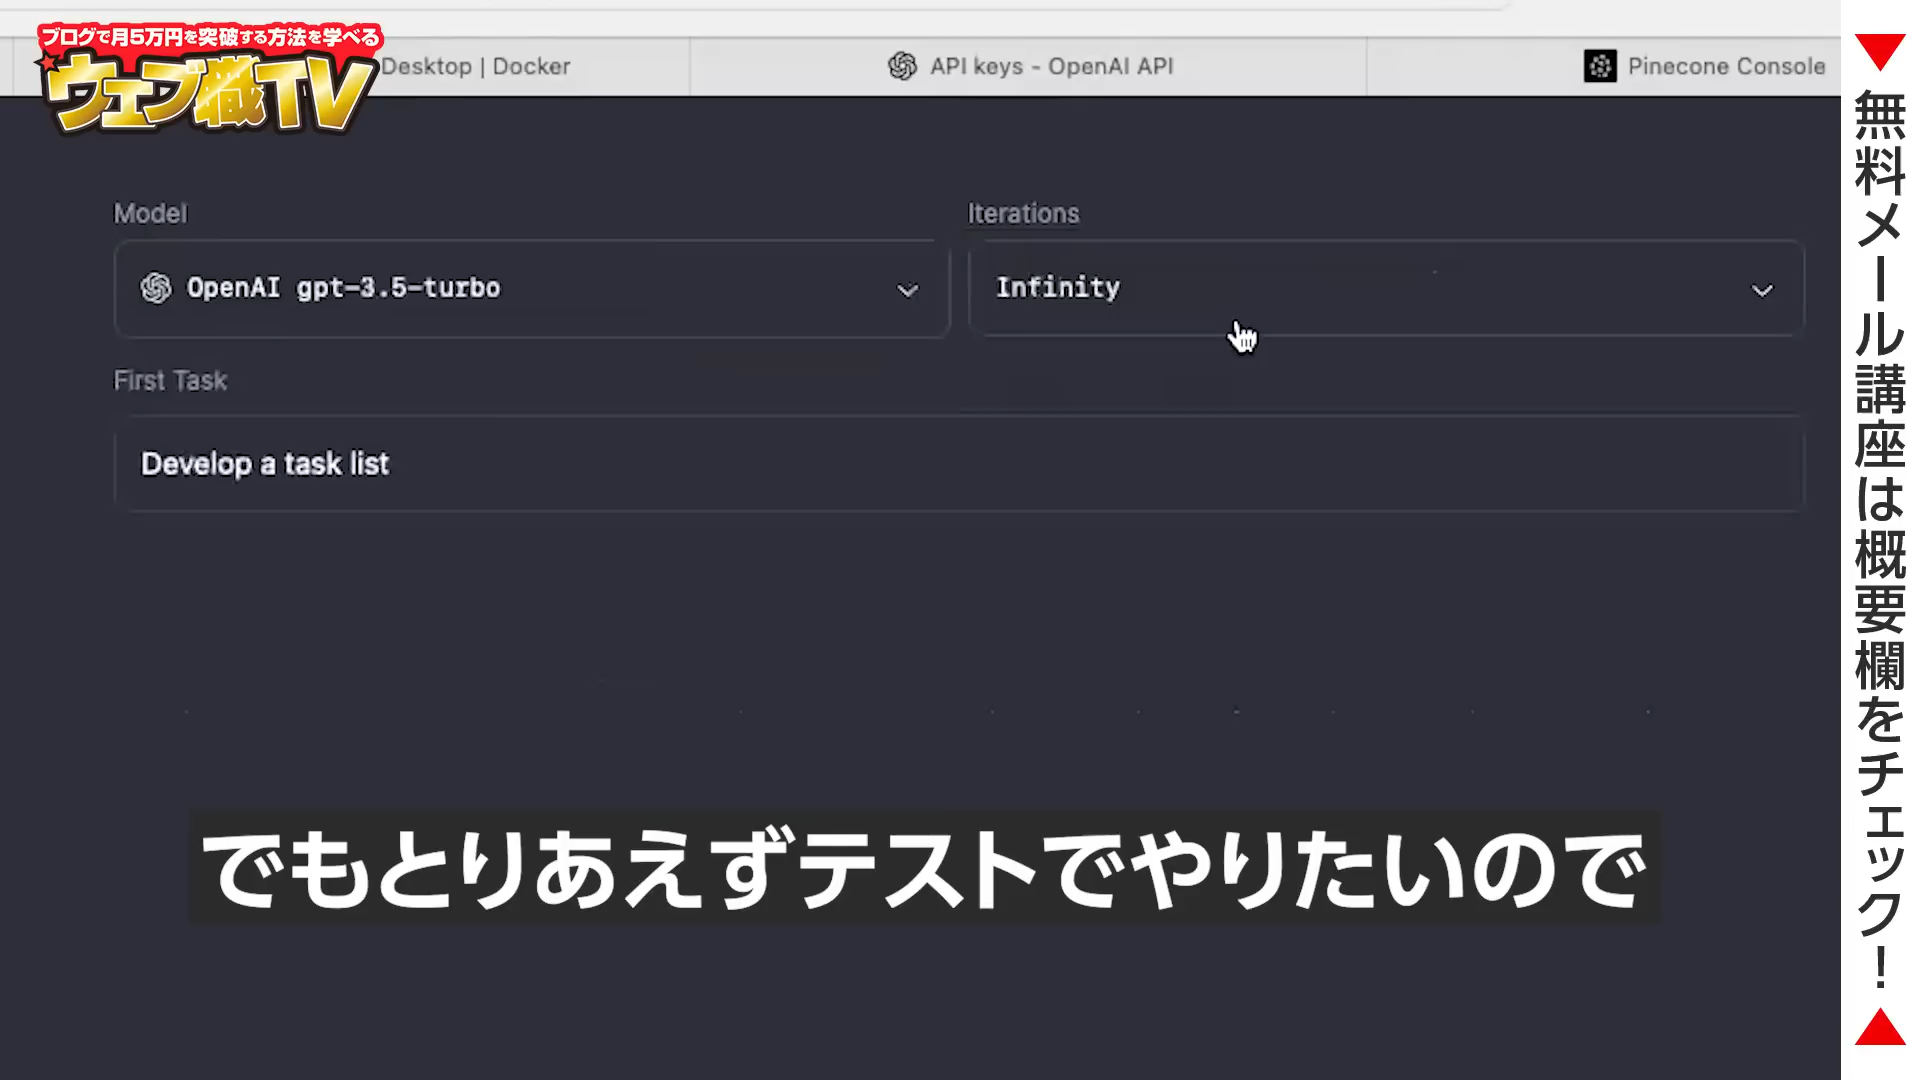 ブログで月5万円を突破する方法を学べる
ウェブ職TV
Desktop | Docker
API keys - OpenAI API
Pinecone Console
Model
Iterations
OpenAI gpt-3.5-turbo
Infinity
First Task
Develop a task list
でもとりあえずテストでやりたいので
▼無料メール講座は概要欄をチェック！▲